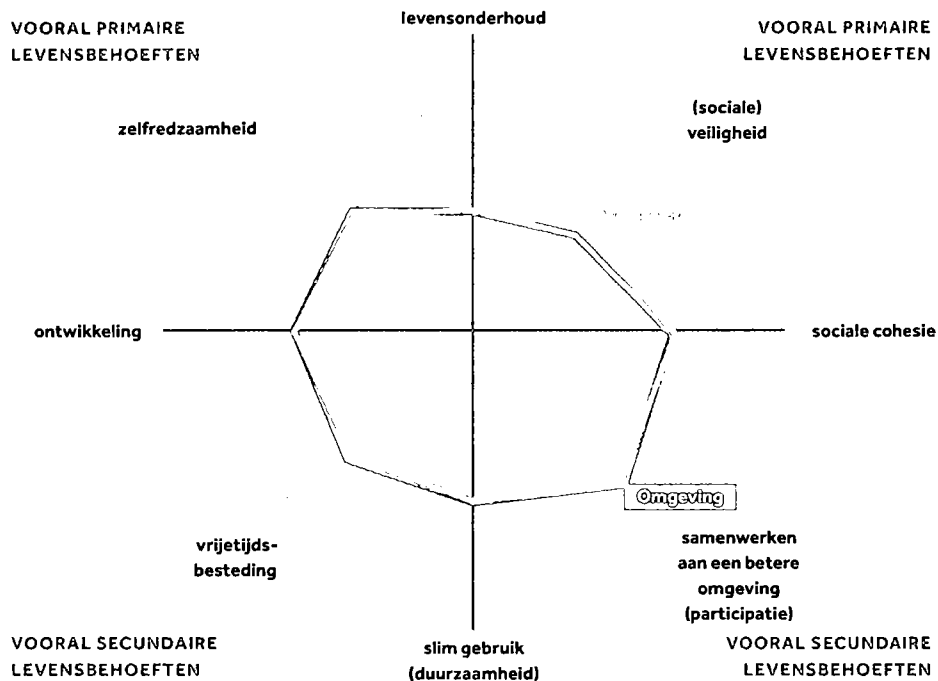 VOORAL PRIMAIRE
LEVENSBEHOEFTEN
levensonderhoud
VOORAL PRIMAIRE
LEVENSBEHOEFTEN
zelfredzaamheid
(sociale)
veiligheid
ontwikkeling
sociale cohesie
Omgeving
vrijetijds-
besteding
samenwerken
aan een betere
omgeving
(participatie)
VOORAL SECUNDAIRE
LEVENSBEHOEFTEN
slim gebruik
(duurzaamheid)
VOORAL SECUNDAIRE
LEVENSBEHOEFTEN